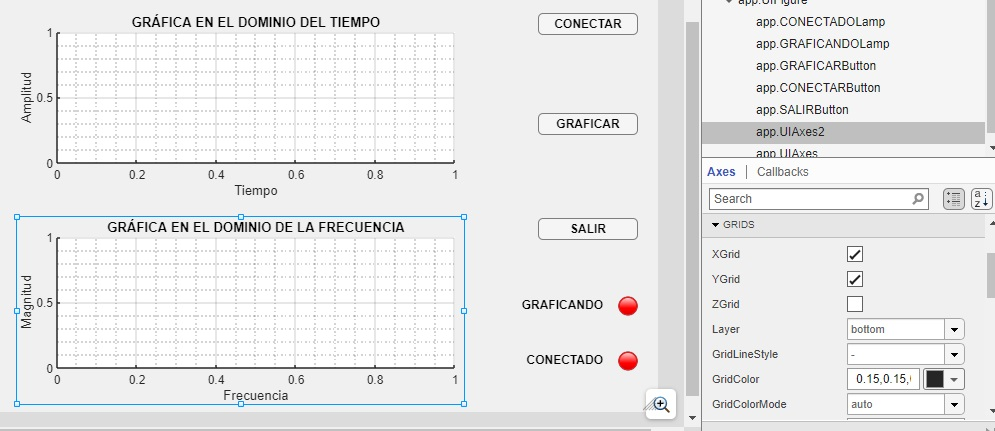 GRÁFICA EN EL DOMINIO DEL TIEMPO
1
0.5
0
Amplitud
0 0.2 0.4 0.6 0.8 1
Tiempo
GRÁFICA EN EL DOMINIO DE LA FRECUENCIA
1
0.5
0
Magnitud
0 0.2 0.4 0.6 0.8 1
Frecuencia
CONECTAR
GRAFICAR
SALIR
GRAFICANDO
CONECTADO
app.UIFigure
app.CONECTADOLamp
app.GRAFICANDOLamp
app.GRAFICARButton
app.CONECTARButton
app.SALIRButton
app.UIAxes2
app.UIAxes
Axes | Callbacks
Search
a
z
GRIDS
XGrid
YGrid
ZGrid
Layer bottom
GridLineStyle -
GridColor 0.15,0.15,
GridColorMode auto